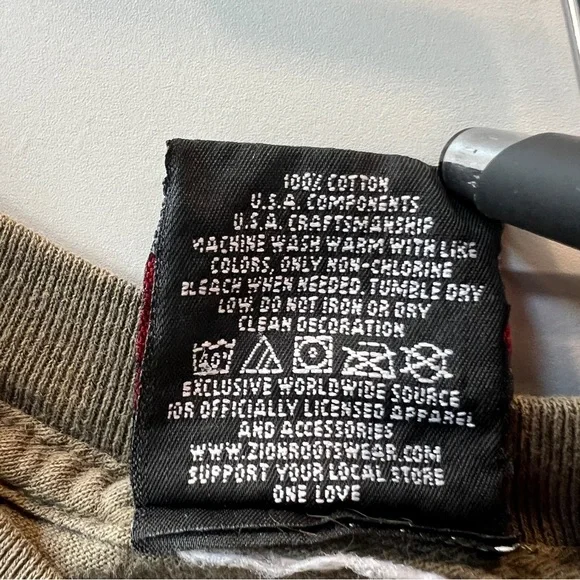 100% COTTON
U.S.A. COMPONENTS
U.S.A. CRAFTSMANSHIP
MACHINE WASH WARM WITH LIKE
COLORS, ONLY NON-CHLORINE
BLEACH WHEN NEEDED, TUMBLE DRY
LOW. DO NOT IRON OR DRY
CLEAN DECORATION
40°
EXCLUSIVE WORLDWIDE SOURCE
FOR OFFICIALLY LICENSED APPAREL
AND ACCESSORIES
WWW.ZIONROOTSWEAR.COM
SUPPORT YOUR LOCAL STORE
ONE LOVE